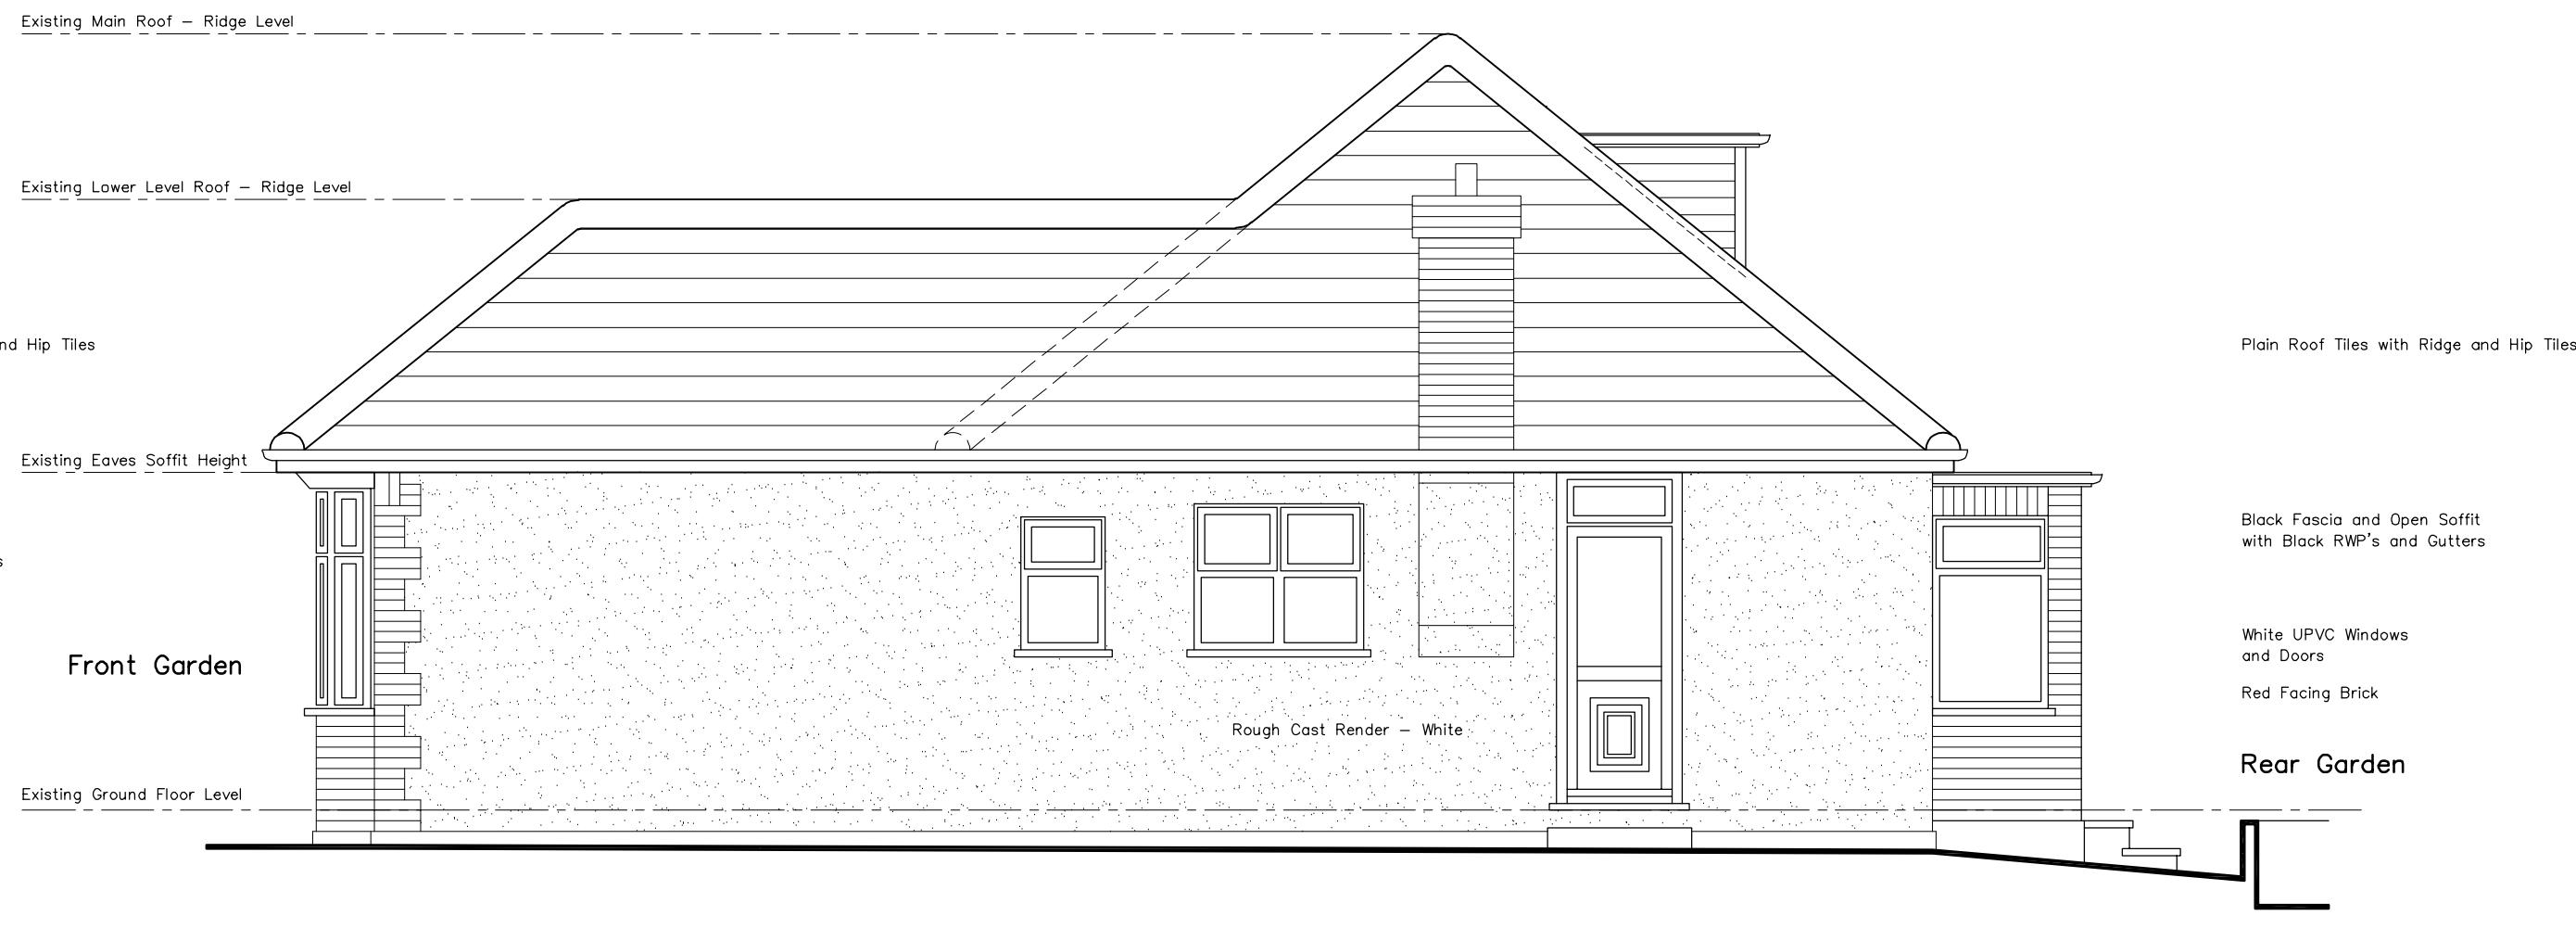 Existing Main Roof – Ridge Level
Existing Lower Level Roof – Ridge Level
Hip Tiles
Plain Roof Tiles with Ridge and Hip Tiles
Existing Eaves Soffit Height
Black Fascia and Open Soffit
with Black RWP's and Gutters
White UPVC Windows
and Doors
Front Garden
Red Facing Brick
Rough Cast Render – White
Rear Garden
Existing Ground Floor Level